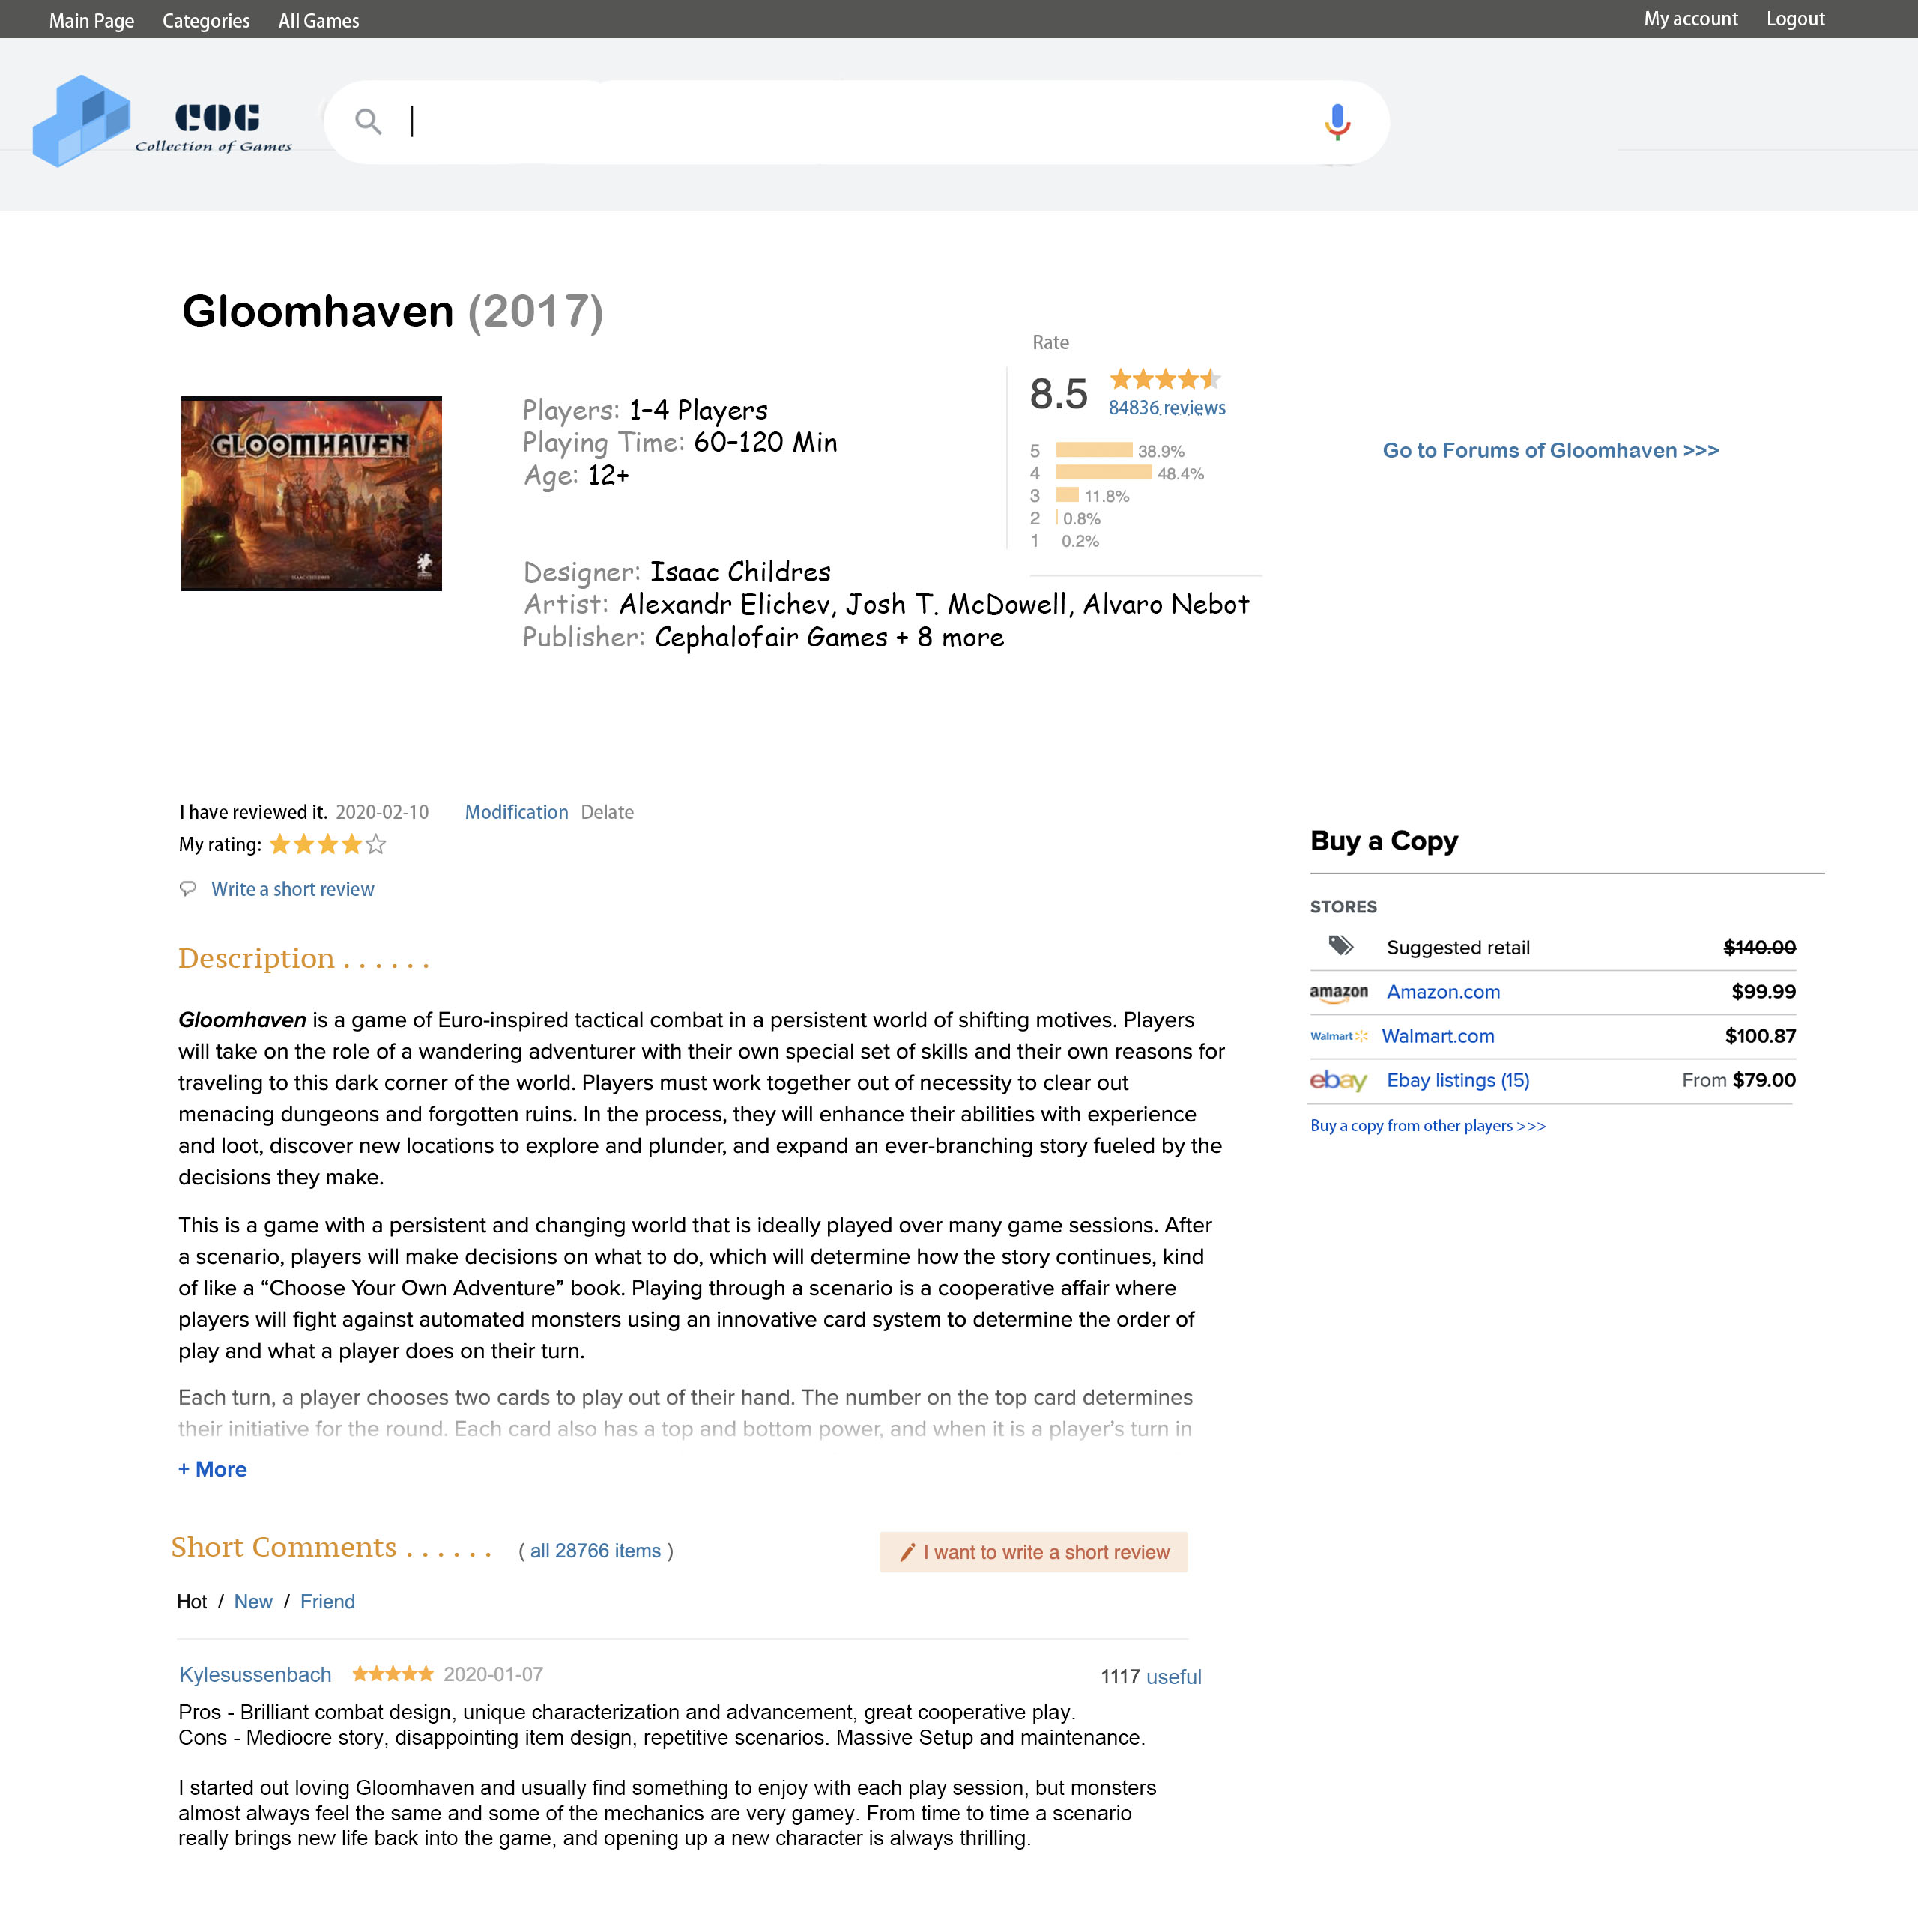 Main Page Categories All Games My account Logout
COG
Collection of Games
Gloomhaven (2017)
GLOOMHAVEN
ISAAC CHILDRES
Players: 1–4 Players
Playing Time: 60–120 Min
Age: 12+
Designer: Isaac Childres
Artist: Alexandr Elichev, Josh T. McDowell, Alvaro Nebot
Publisher: Cephalofair Games + 8 more
Rate
8.5
84836 reviews
5 38.9%
4 48.4%
3 11.8%
2 0.8%
1 0.2%
Go to Forums of Gloomhaven >>>
I have reviewed it. 2020-02-10 Modification Delate
My rating:
Write a short review
Description . . . . . .
Gloomhaven is a game of Euro-inspired tactical combat in a persistent world of shifting motives. Players
will take on the role of a wandering adventurer with their own special set of skills and their own reasons for
traveling to this dark corner of the world. Players must work together out of necessity to clear out
menacing dungeons and forgotten ruins. In the process, they will enhance their abilities with experience
and loot, discover new locations to explore and plunder, and expand an ever-branching story fueled by the
decisions they make.
This is a game with a persistent and changing world that is ideally played over many game sessions. After
a scenario, players will make decisions on what to do, which will determine how the story continues, kind
of like a “Choose Your Own Adventure” book. Playing through a scenario is a cooperative affair where
players will fight against automated monsters using an innovative card system to determine the order of
play and what a player does on their turn.
Each turn, a player chooses two cards to play out of their hand. The number on the top card determines
their initiative for the round. Each card also has a top and bottom power, and when it is a player’s turn in
+ More
Buy a Copy
STORES
Suggested retail $140.00
amazon Amazon.com $99.99
Walmart Walmart.com $100.87
ebay Ebay listings (15) From $79.00
Buy a copy from other players >>>
Short Comments . . . . . . ( all 28766 items ) I want to write a short review
Hot / New / Friend
Kylesussenbach 2020-01-07 1117 useful
Pros - Brilliant combat design, unique characterization and advancement, great cooperative play.
Cons - Mediocre story, disappointing item design, repetitive scenarios. Massive Setup and maintenance.
I started out loving Gloomhaven and usually find something to enjoy with each play session, but monsters
almost always feel the same and some of the mechanics are very gamey. From time to time a scenario
really brings new life back into the game, and opening up a new character is always thrilling.